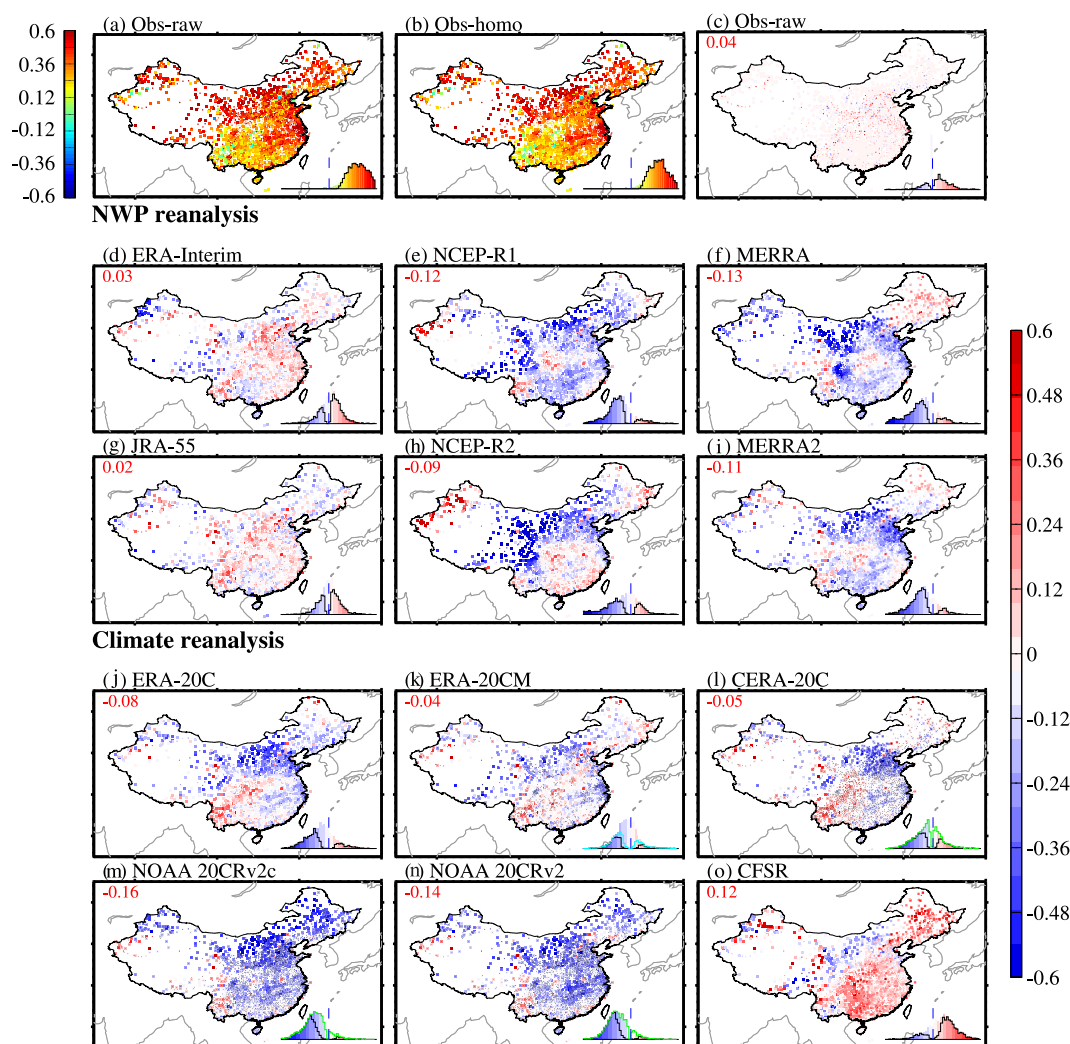 (a) Obs-raw
(b) Obs-homo
(c) Obs-raw
0.04
0.6
0.36
0.12
-0.12
-0.36
-0.6
NWP reanalysis
(d) ERA-Interim
0.03
(e) NCEP-R1
-0.12
(f) MERRA
-0.13
(g) JRA-55
0.02
(h) NCEP-R2
-0.09
(i) MERRA2
-0.11
Climate reanalysis
(j) ERA-20C
-0.08
(k) ERA-20CM
-0.04
(l) CERA-20C
-0.05
(m) NOAA 20CRv2c
-0.16
(n) NOAA 20CRv2
-0.14
(o) CFSR
0.12
0.6
0.48
0.36
0.24
0.12
0
-0.12
-0.24
-0.36
-0.48
-0.6